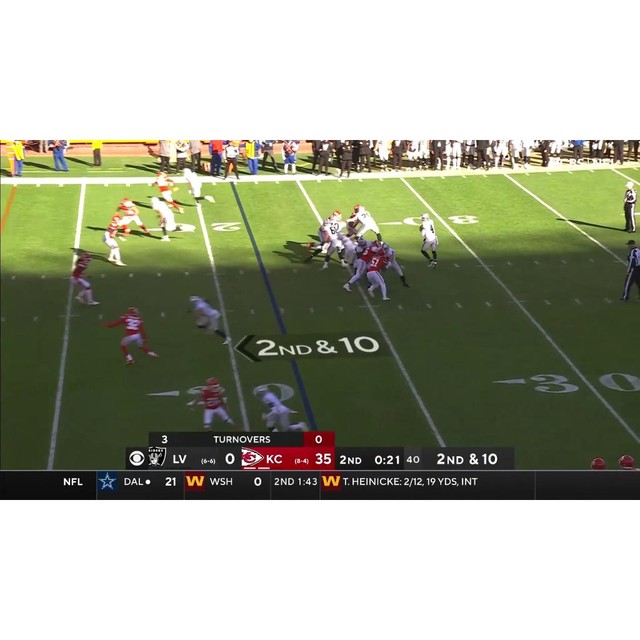 2ND & 10
3 TURNOVERS 0
LV (6-6) 0 KC (8-4) 35 2ND 0:21 40 2ND & 10
NFL DAL 21 W WSH 0 2ND 1:43 W T. HEINICKE: 2/12, 19 YDS, INT